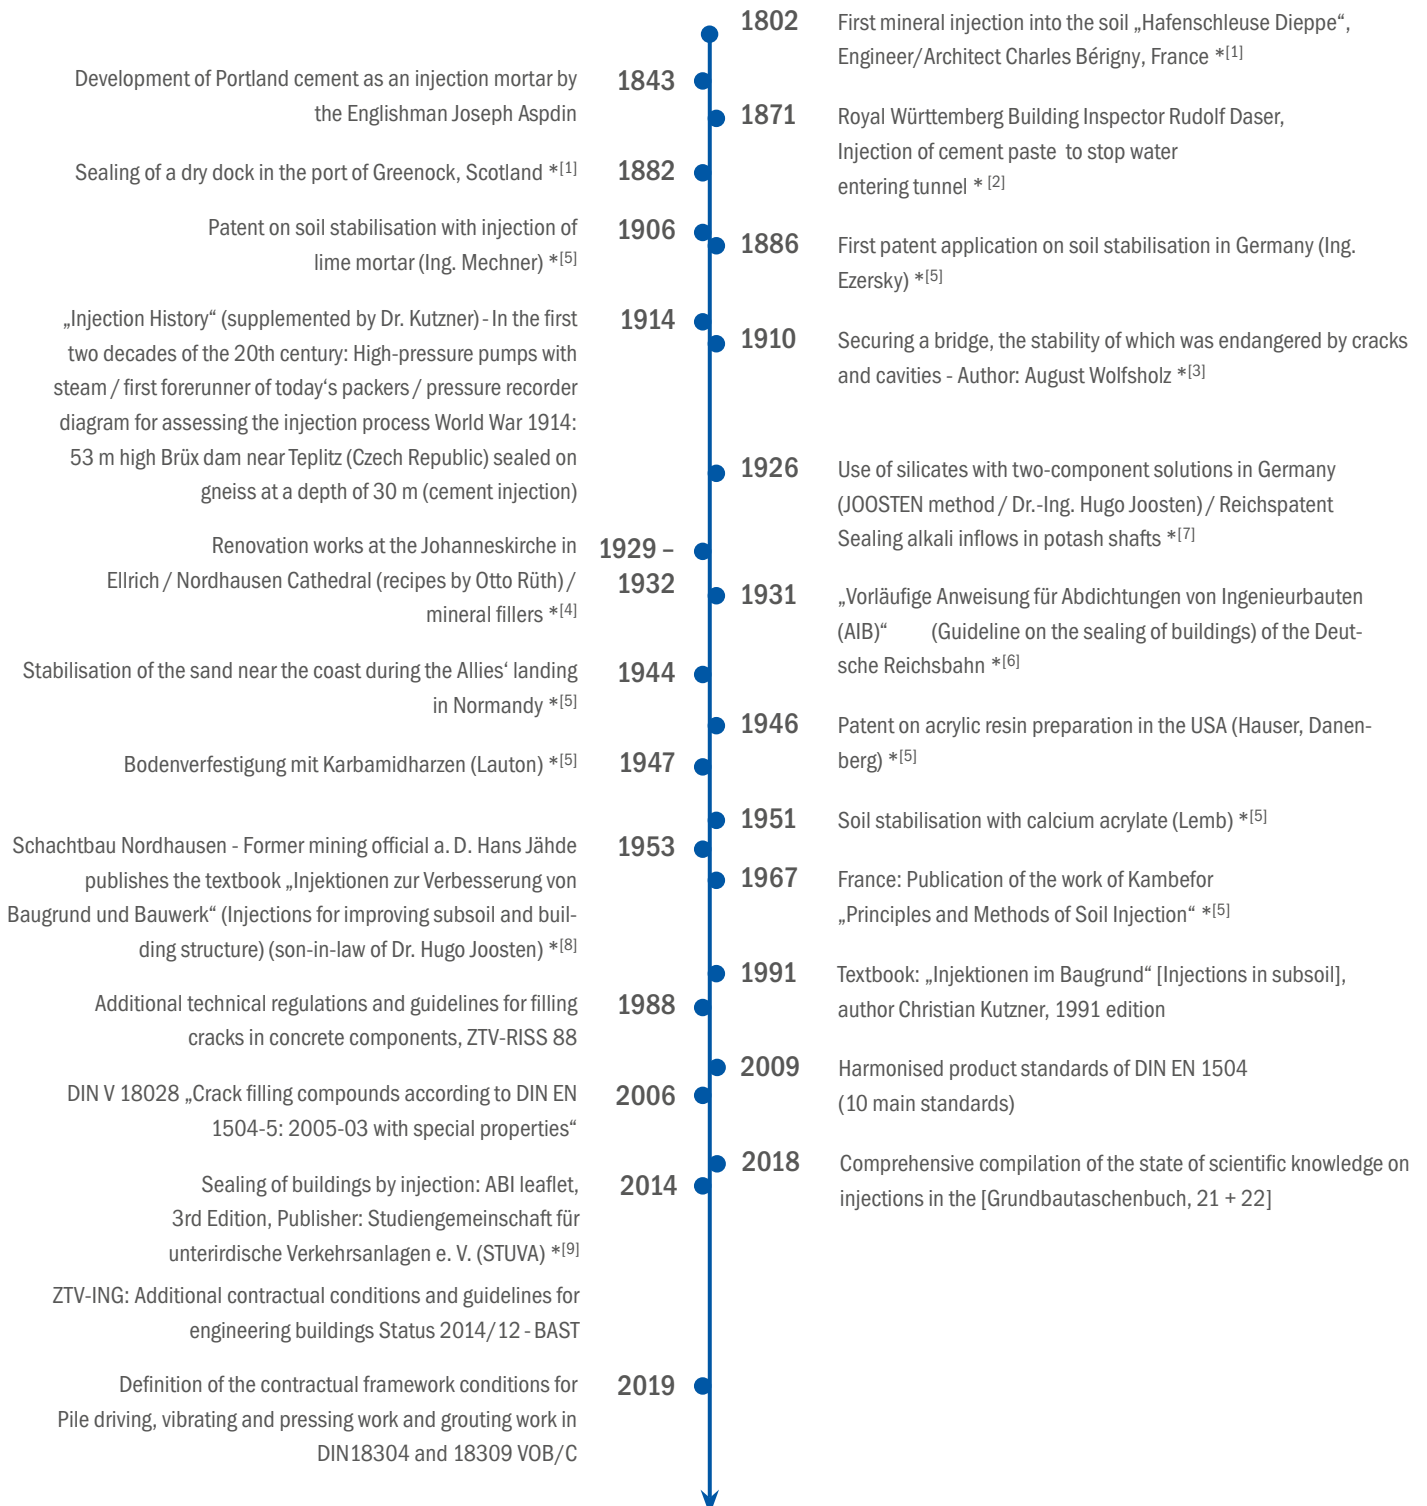 1802
First mineral injection into the soil „Hafenschleuse Dieppe“,
Engineer/Architect Charles Bérigny, France *[1]
Development of Portland cement as an injection mortar by
the Englishman Joseph Aspdin
1843
1871
Royal Württemberg Building Inspector Rudolf Daser,
Injection of cement paste to stop water
entering tunnel * [2]
Sealing of a dry dock in the port of Greenock, Scotland *[1]
1882
Patent on soil stabilisation with injection of
lime mortar (Ing. Mechner) *[5]
1906
1886
First patent application on soil stabilisation in Germany (Ing.
Ezersky) *[5]
„Injection History“ (supplemented by Dr. Kutzner) - In the first
two decades of the 20th century: High-pressure pumps with
steam / first forerunner of today‘s packers / pressure recorder
diagram for assessing the injection process World War 1914:
53 m high Brüx dam near Teplitz (Czech Republic) sealed on
gneiss at a depth of 30 m (cement injection)
1914
1910
Securing a bridge, the stability of which was endangered by cracks
and cavities - Author: August Wolfsholz *[3]
1926
Use of silicates with two-component solutions in Germany
(JOOSTEN method / Dr.-Ing. Hugo Joosten) / Reichspatent
Sealing alkali inflows in potash shafts *[7]
Renovation works at the Johanneskirche in
Ellrich / Nordhausen Cathedral (recipes by Otto Rüth) /
mineral fillers *[4]
1929 –
1932
1931
„Vorläufige Anweisung für Abdichtungen von Ingenieurbauten
(AIB)“ (Guideline on the sealing of buildings) of the Deut-
sche Reichsbahn *[6]
Stabilisation of the sand near the coast during the Allies‘ landing
in Normandy *[5]
1944
1946
Patent on acrylic resin preparation in the USA (Hauser, Danen-
berg) *[5]
Bodenverfestigung mit Karbamidharzen (Lauton) *[5]
1947
1951
Soil stabilisation with calcium acrylate (Lemb) *[5]
Schachtbau Nordhausen - Former mining official a. D. Hans Jähde
publishes the textbook „Injektionen zur Verbesserung von
Baugrund und Bauwerk“ (Injections for improving subsoil and buil-
ding structure) (son-in-law of Dr. Hugo Joosten) *[8]
1953
1967
France: Publication of the work of Kambefor
„Principles and Methods of Soil Injection“ *[5]
1991
Textbook: „Injektionen im Baugrund“ [Injections in subsoil],
author Christian Kutzner, 1991 edition
Additional technical regulations and guidelines for filling
cracks in concrete components, ZTV-RISS 88
1988
2009
Harmonised product standards of DIN EN 1504
(10 main standards)
DIN V 18028 „Crack filling compounds according to DIN EN
1504-5: 2005-03 with special properties“
2006
2018
Comprehensive compilation of the state of scientific knowledge on
injections in the [Grundbautaschenbuch, 21 + 22]
Sealing of buildings by injection: ABI leaflet,
3rd Edition, Publisher: Studiengemeinschaft für
unterirdische Verkehrsanlagen e. V. (STUVA) *[9]
2014
ZTV-ING: Additional contractual conditions and guidelines for
engineering buildings Status 2014/12 - BAST
Definition of the contractual framework conditions for
Pile driving, vibrating and pressing work and grouting work in
DIN18304 and 18309 VOB/C
2019